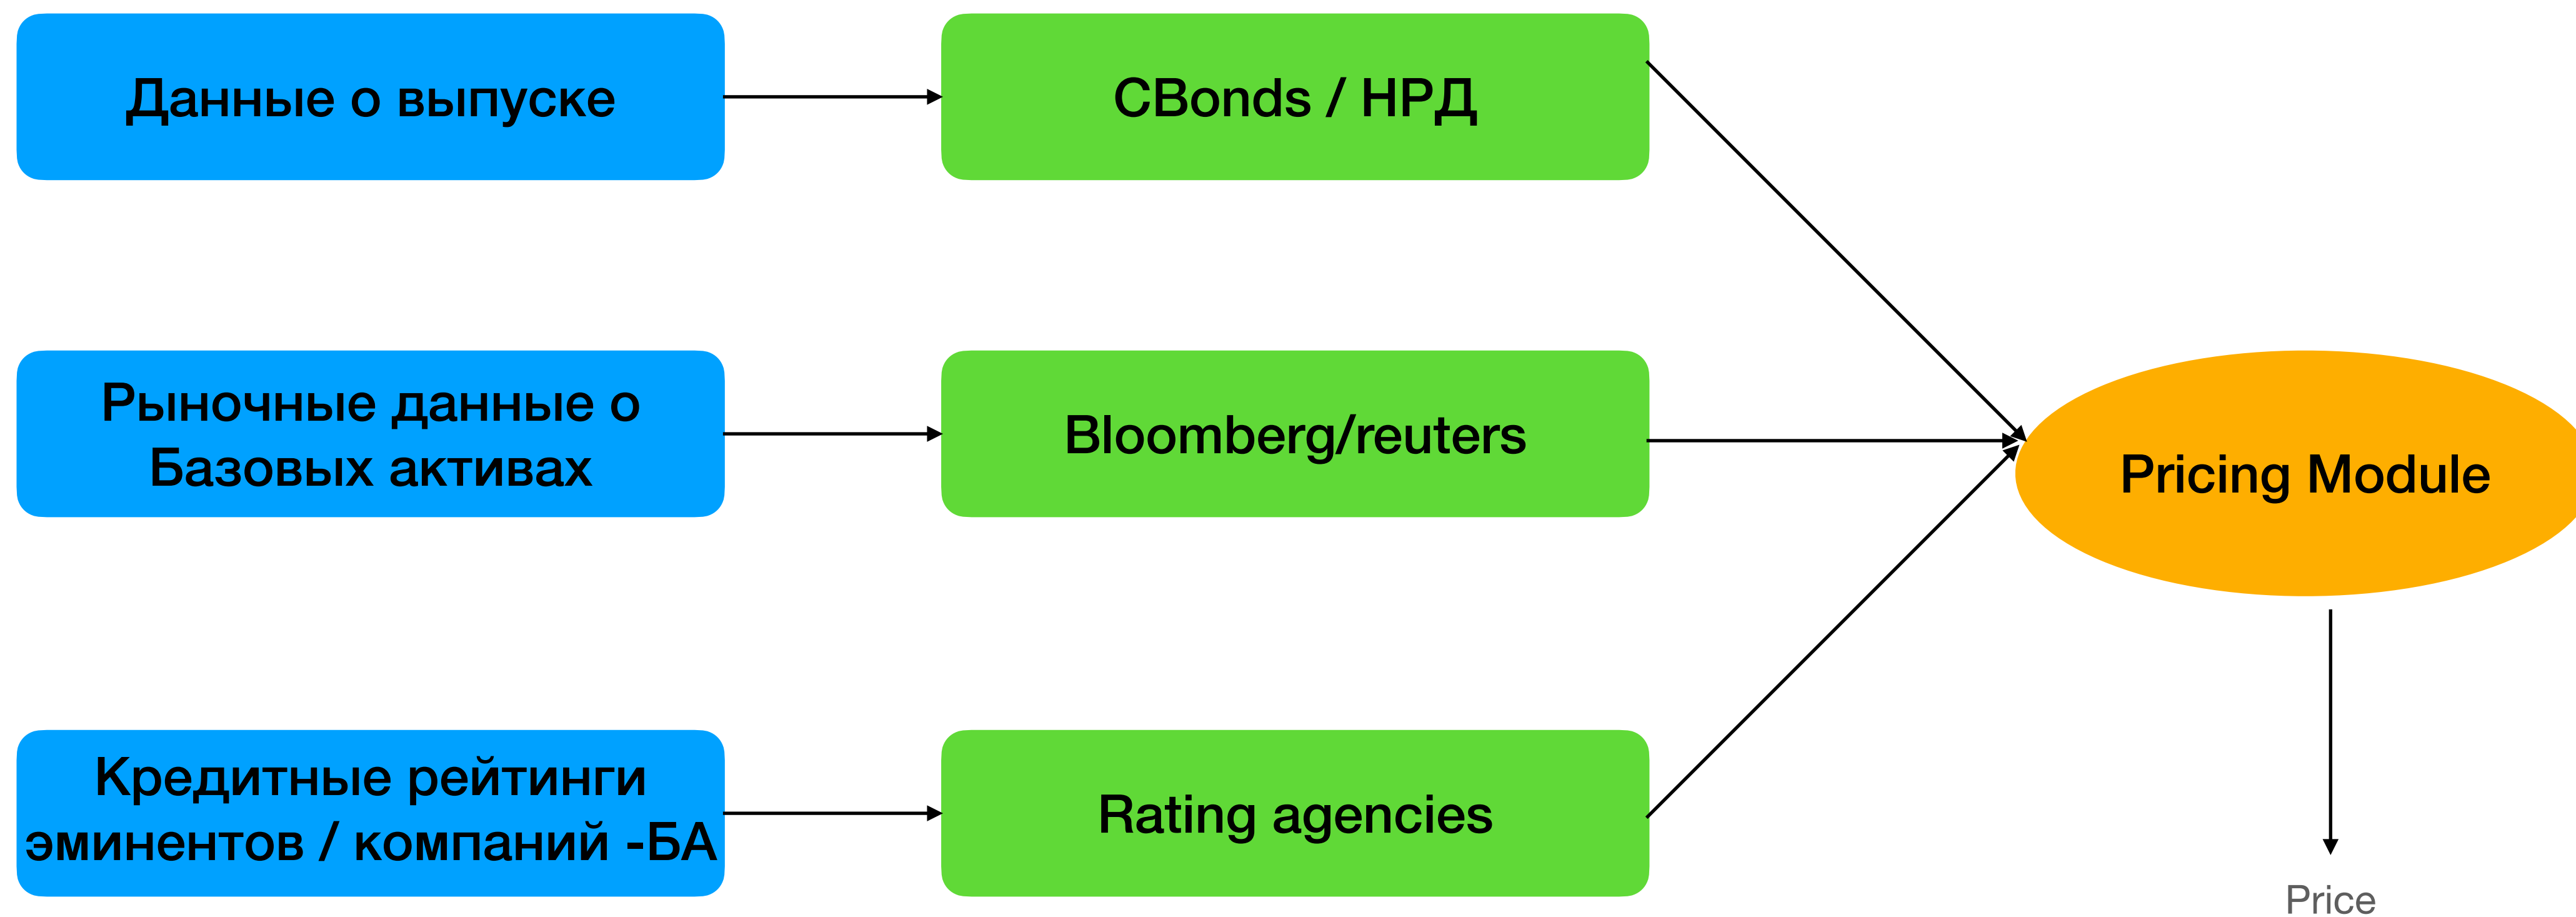 Данные о выпуске
CBonds / НРД
Рыночные данные о
Базовых активах
Bloomberg/reuters
Pricing Module
Кредитные рейтинги
эминентов / компаний -БА
Rating agencies
Price